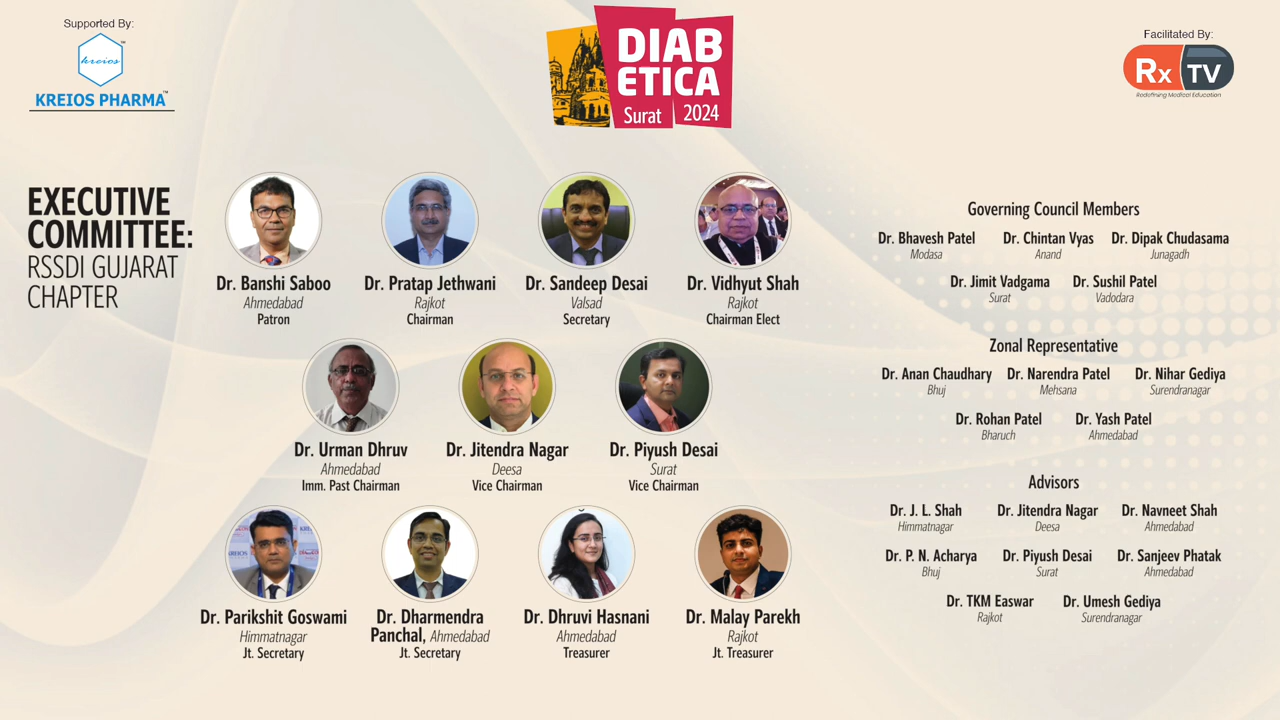 Supported By:
kreios
KREIOS PHARMA™
DIAB
ETICA
Surat 2024
Facilitated By:
Rx TV
Redefining Medical Education
EXECUTIVE
COMMITTEE:
RSSDI GUJARAT
CHAPTER
Dr. Banshi Saboo
Ahmedabad
Patron
Dr. Pratap Jethwani
Rajkot
Chairman
Dr. Sandeep Desai
Valsad
Secretary
Dr. Vidhyut Shah
Rajkot
Chairman Elect
Dr. Urman Dhruv
Ahmedabad
Imm. Past Chairman
Dr. Jitendra Nagar
Deesa
Vice Chairman
Dr. Piyush Desai
Surat
Vice Chairman
Dr. Parikshit Goswami
Himmatnagar
Jt. Secretary
Dr. Dharmendra
Panchal, Ahmedabad
Jt. Secretary
Dr. Dhruvi Hasnani
Ahmedabad
Treasurer
Dr. Malay Parekh
Rajkot
Jt. Treasurer
Governing Council Members
Dr. Bhavesh Patel
Modasa
Dr. Chintan Vyas
Anand
Dr. Dipak Chudasama
Junagadh
Dr. Jimit Vadgama
Surat
Dr. Sushil Patel
Vadodara
Zonal Representative
Dr. Anan Chaudhary
Bhuj
Dr. Narendra Patel
Mehsana
Dr. Nihar Gediya
Surendranagar
Dr. Rohan Patel
Bharuch
Dr. Yash Patel
Ahmedabad
Advisors
Dr. J. L. Shah
Himmatnagar
Dr. Jitendra Nagar
Deesa
Dr. Navneet Shah
Ahmedabad
Dr. P. N. Acharya
Bhuj
Dr. Piyush Desai
Surat
Dr. Sanjeev Phatak
Ahmedabad
Dr. TKM Easwar
Rajkot
Dr. Umesh Gediya
Surendranagar